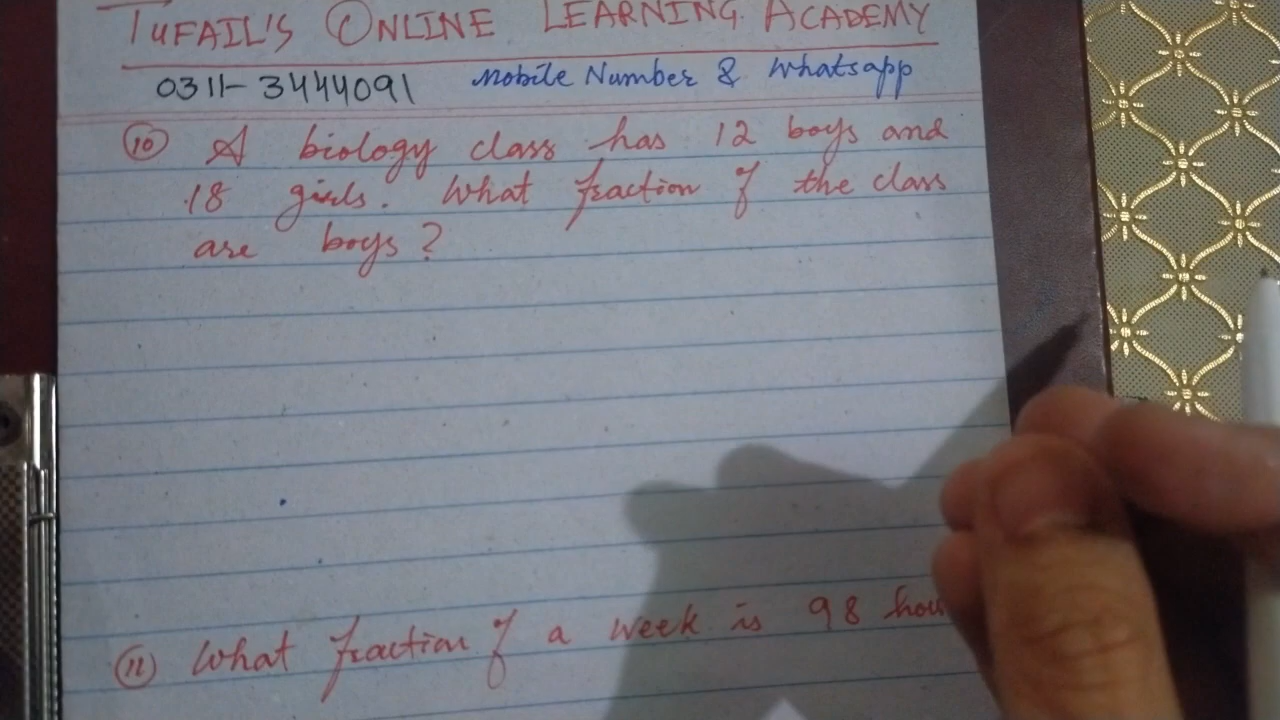 TUFAIL'S ONLINE LEARNING ACADEMY
0311-3444091 Mobile Number & Whatsapp
10 A biology class has 12 boys and
18 girls. What fraction of the class
are boys?
11 What fraction of a week is 98